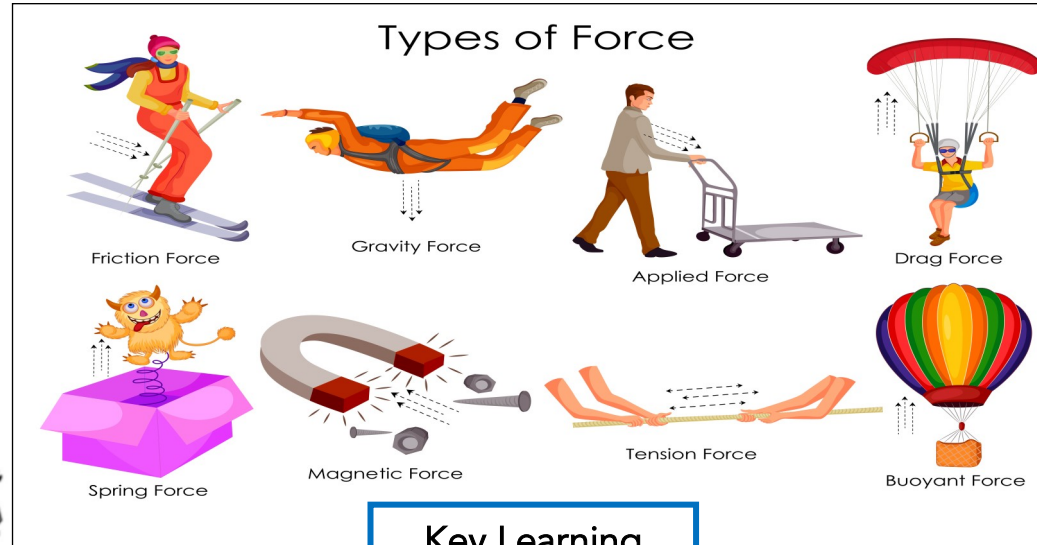 Types of Force
Friction Force
Gravity Force
Applied Force
Drag Force
Spring Force
Magnetic Force
Tension Force
Buoyant Force
Key Learning